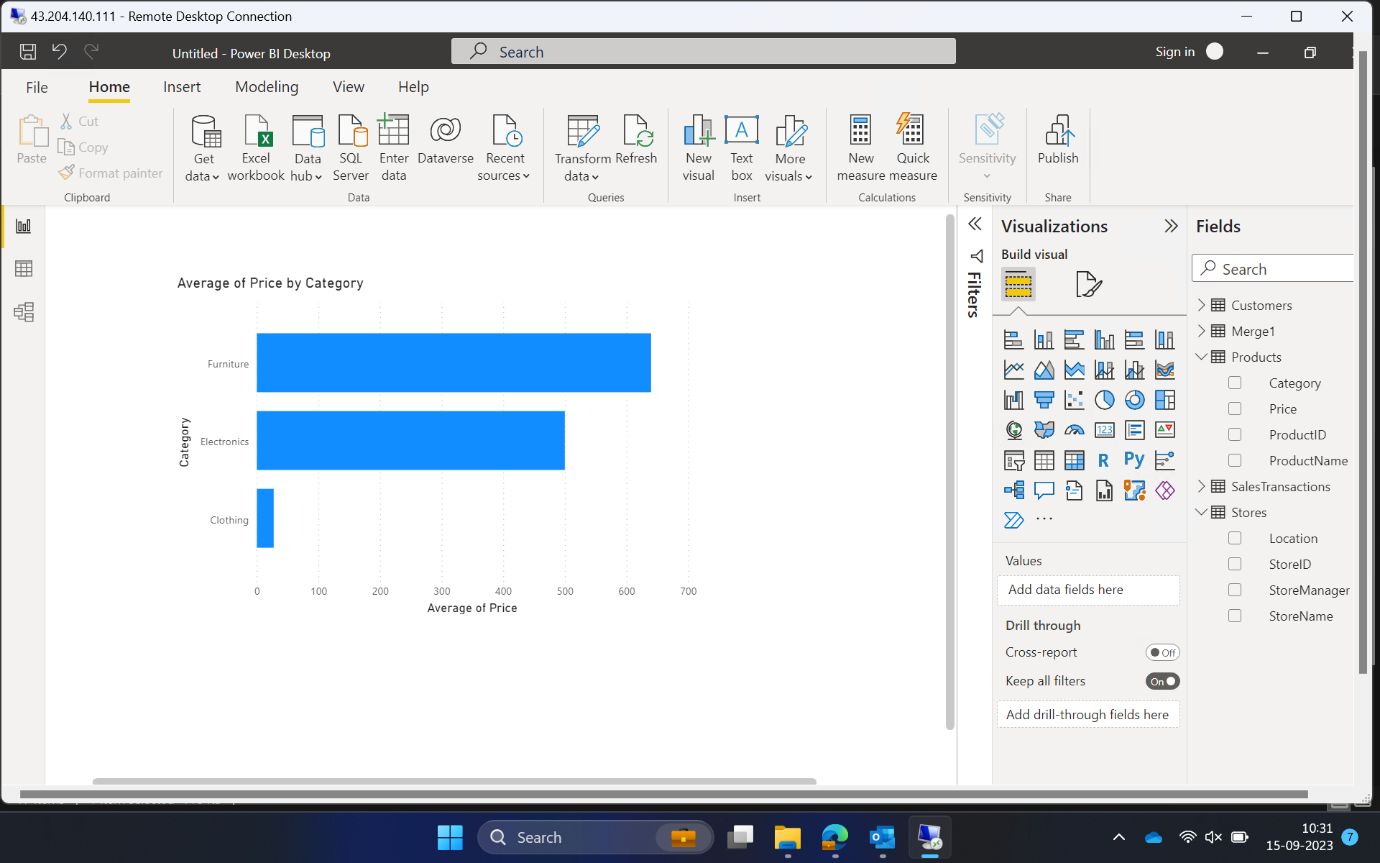 43.204.140.111 - Remote Desktop Connection
Untitled - Power BI Desktop
Search
Sign in
File Home Insert Modeling View Help
Paste
Cut
Copy
Format painter
Clipboard
Get data
Excel workbook
Data hub
SQL Server
Enter data
Dataverse
Recent sources
Data
Transform data
Refresh
Queries
New visual
Text box
More visuals
Insert
New measure
Quick measure
Calculations
Sensitivity
Sensitivity
Publish
Share
Average of Price by Category
Category
Furniture
Electronics
Clothing
0 100 200 300 400 500 600 700
Average of Price
Filters
Visualizations
Build visual
123
R
Py
Values
Add data fields here
Drill through
Cross-report
Off
Keep all filters
On
Add drill-through fields here
Fields
Search
Customers
Merge1
Products
Category
Price
ProductID
ProductName
SalesTransactions
Stores
Location
StoreID
StoreManager
StoreName
Search
10:31
15-09-2023
7